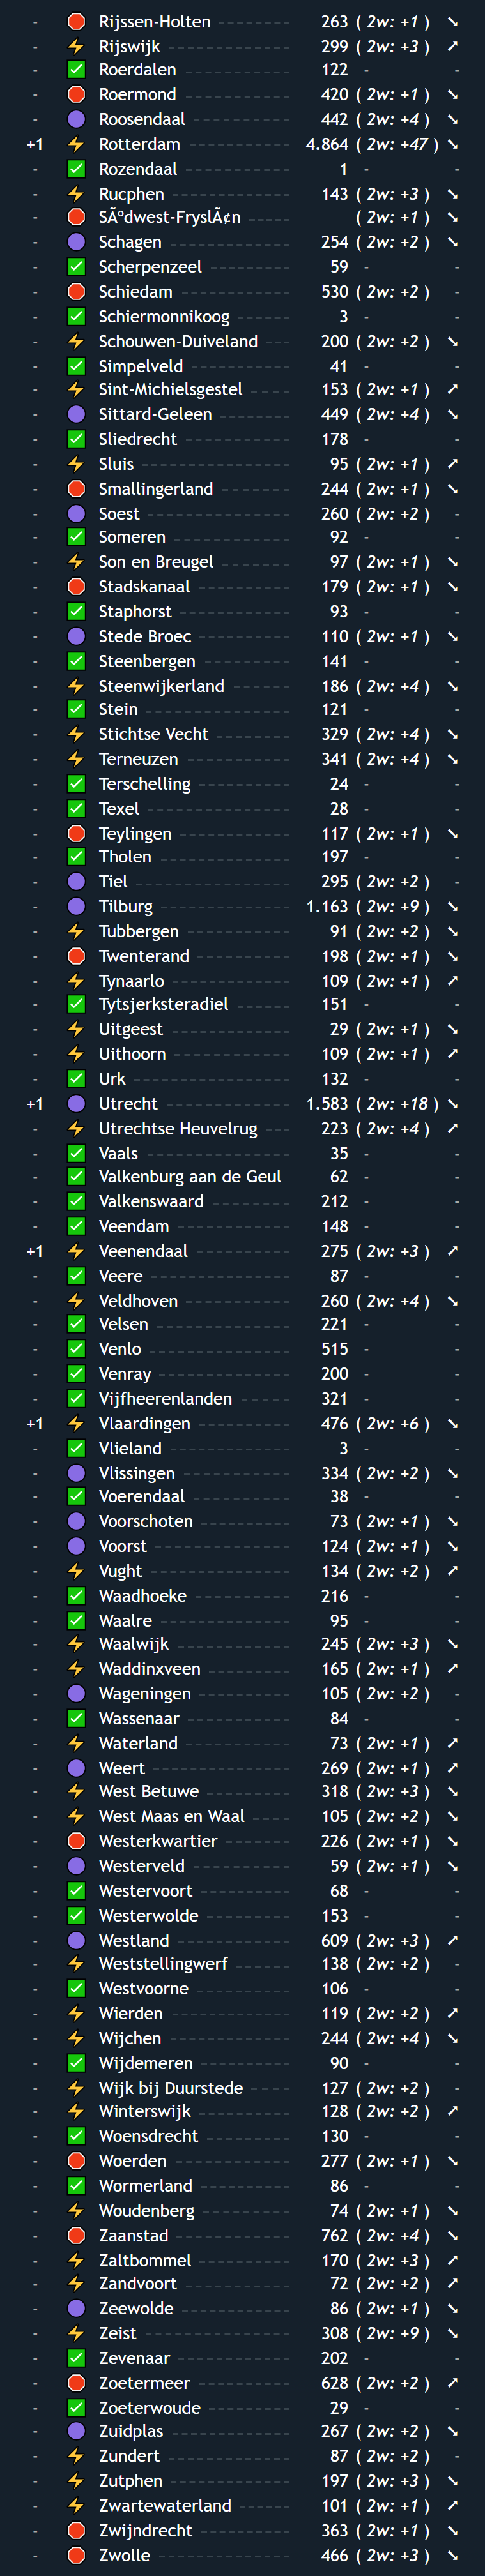 - 🛑 Rijssen-Holten 263 ( 2w: +1 ) ➘
- ⚡ Rijswijk 299 ( 2w: +3 ) ➚
- ✅ Roerdalen 122 - -
- 🛑 Roermond 420 ( 2w: +1 ) ➘
- 🟣 Roosendaal 442 ( 2w: +4 ) ➘
+1 ⚡ Rotterdam 4.864 ( 2w: +47 ) ➘
- ✅ Rozendaal 1 - -
- ⚡ Rucphen 143 ( 2w: +3 ) ➘
- 🛑 SÃºdwest-FryslÃ¢n ( 2w: +1 ) ➘
- 🟣 Schagen 254 ( 2w: +2 ) ➘
- ✅ Scherpenzeel 59 - -
- 🛑 Schiedam 530 ( 2w: +2 ) -
- ✅ Schiermonnikoog 3 - -
- ⚡ Schouwen-Duiveland 200 ( 2w: +2 ) ➘
- ✅ Simpelveld 41 - -
- ⚡ Sint-Michielsgestel 153 ( 2w: +1 ) ➚
- 🟣 Sittard-Geleen 449 ( 2w: +4 ) ➘
- ✅ Sliedrecht 178 - -
- ⚡ Sluis 95 ( 2w: +1 ) ➚
- 🛑 Smallingerland 244 ( 2w: +1 ) ➘
- 🟣 Soest 260 ( 2w: +2 ) -
- ✅ Someren 92 - -
- ⚡ Son en Breugel 97 ( 2w: +1 ) ➘
- 🛑 Stadskanaal 179 ( 2w: +1 ) ➘
- ✅ Staphorst 93 - -
- 🟣 Stede Broec 110 ( 2w: +1 ) ➘
- ✅ Steenbergen 141 - -
- ⚡ Steenwijkerland 186 ( 2w: +4 ) ➘
- ✅ Stein 121 - -
- ⚡ Stichtse Vecht 329 ( 2w: +4 ) ➘
- ⚡ Terneuzen 341 ( 2w: +4 ) ➘
- ✅ Terschelling 24 - -
- ✅ Texel 28 - -
- 🛑 Teylingen 117 ( 2w: +1 ) ➘
- ✅ Tholen 197 - -
- 🟣 Tiel 295 ( 2w: +2 ) -
- 🟣 Tilburg 1.163 ( 2w: +9 ) ➘
- ⚡ Tubbergen 91 ( 2w: +2 ) ➘
- 🛑 Twenterand 198 ( 2w: +1 ) ➘
- ⚡ Tynaarlo 109 ( 2w: +1 ) ➚
- ✅ Tytsjerksteradiel 151 - -
- ⚡ Uitgeest 29 ( 2w: +1 ) ➘
- ⚡ Uithoorn 109 ( 2w: +1 ) ➚
- ✅ Urk 132 - -
+1 🟣 Utrecht 1.583 ( 2w: +18 ) ➘
- ⚡ Utrechtse Heuvelrug 223 ( 2w: +4 ) ➚
- ✅ Vaals 35 - -
- ✅ Valkenburg aan de Geul 62 - -
- ✅ Valkenswaard 212 - -
- ✅ Veendam 148 - -
+1 ⚡ Veenendaal 275 ( 2w: +3 ) ➚
- ✅ Veere 87 - -
- ⚡ Veldhoven 260 ( 2w: +4 ) ➘
- ✅ Velsen 221 - -
- ✅ Venlo 515 - -
- ✅ Venray 200 - -
- ✅ Vijfheerenlanden 321 - -
+1 ⚡ Vlaardingen 476 ( 2w: +6 ) ➘
- ✅ Vlieland 3 - -
- 🟣 Vlissingen 334 ( 2w: +2 ) ➘
- ✅ Voerendaal 38 - -
- 🟣 Voorschoten 73 ( 2w: +1 ) ➘
- 🟣 Voorst 124 ( 2w: +1 ) ➘
- ⚡ Vught 134 ( 2w: +2 ) ➚
- ✅ Waadhoeke 216 - -
- ✅ Waalre 95 - -
- ⚡ Waalwijk 245 ( 2w: +3 ) ➘
- ⚡ Waddinxveen 165 ( 2w: +1 ) ➚
- 🟣 Wageningen 105 ( 2w: +2 ) -
- ✅ Wassenaar 84 - -
- ⚡ Waterland 73 ( 2w: +1 ) ➚
- 🟣 Weert 269 ( 2w: +1 ) ➚
- ⚡ West Betuwe 318 ( 2w: +3 ) ➘
- ⚡ West Maas en Waal 105 ( 2w: +2 ) ➘
- 🛑 Westerkwartier 226 ( 2w: +1 ) ➘
- 🟣 Westerveld 59 ( 2w: +1 ) ➘
- ✅ Westervoort 68 - -
- ✅ Westerwolde 153 - -
- 🟣 Westland 609 ( 2w: +3 ) ➚
- ⚡ Weststellingwerf 138 ( 2w: +2 ) -
- ✅ Westvoorne 106 - -
- ⚡ Wierden 119 ( 2w: +2 ) ➚
- ⚡ Wijchen 244 ( 2w: +4 ) ➘
- ✅ Wijdemeren 90 - -
- ⚡ Wijk bij Duurstede 127 ( 2w: +2 ) -
- ⚡ Winterswijk 128 ( 2w: +2 ) ➚
- ✅ Woensdrecht 130 - -
- 🛑 Woerden 277 ( 2w: +1 ) ➘
- ✅ Wormerland 86 - -
- ⚡ Woudenberg 74 ( 2w: +1 ) ➘
- 🛑 Zaanstad 762 ( 2w: +4 ) ➘
- ⚡ Zaltbommel 170 ( 2w: +3 ) ➚
- ⚡ Zandvoort 72 ( 2w: +2 ) ➚
- 🟣 Zeewolde 86 ( 2w: +1 ) ➘
- ⚡ Zeist 308 ( 2w: +9 ) ➘
- ✅ Zevenaar 202 - -
- 🛑 Zoetermeer 628 ( 2w: +2 ) ➚
- ✅ Zoeterwoude 29 - -
- 🟣 Zuidplas 267 ( 2w: +2 ) ➘
- ⚡ Zundert 87 ( 2w: +2 ) -
- ⚡ Zutphen 197 ( 2w: +3 ) ➘
- ⚡ Zwartewaterland 101 ( 2w: +1 ) ➚
- 🛑 Zwijndrecht 363 ( 2w: +1 ) ➘
- 🛑 Zwolle 466 ( 2w: +3 ) ➘